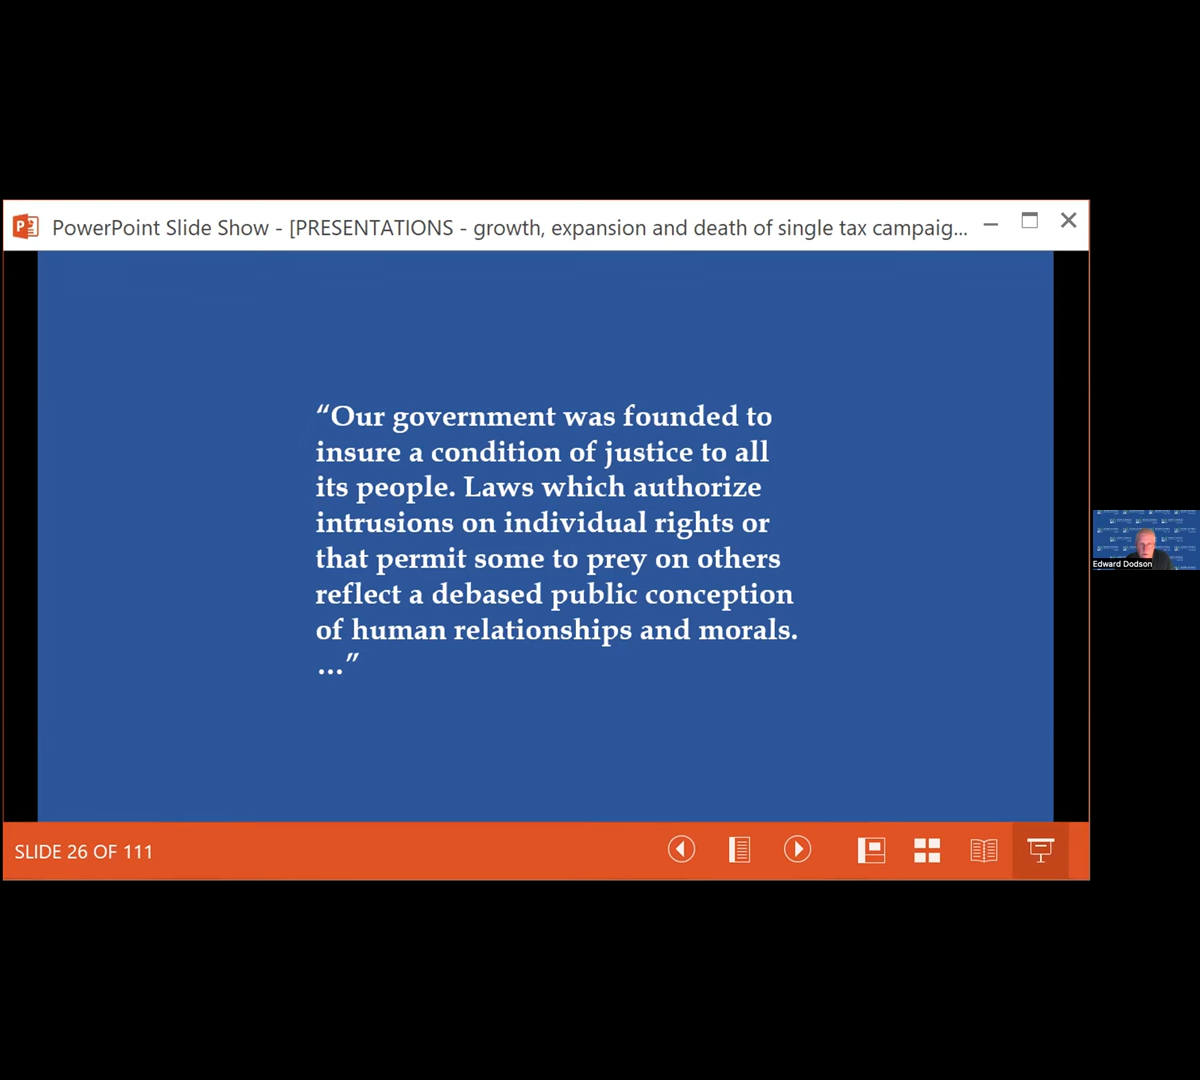 PowerPoint Slide Show - [PRESENTATIONS - growth, expansion and death of single tax campaig...
“Our government was founded to
insure a condition of justice to all
its people. Laws which authorize
intrusions on individual rights or
that permit some to prey on others
reflect a debased public conception
of human relationships and morals.
…”
Edward Dodson
SLIDE 26 OF 111